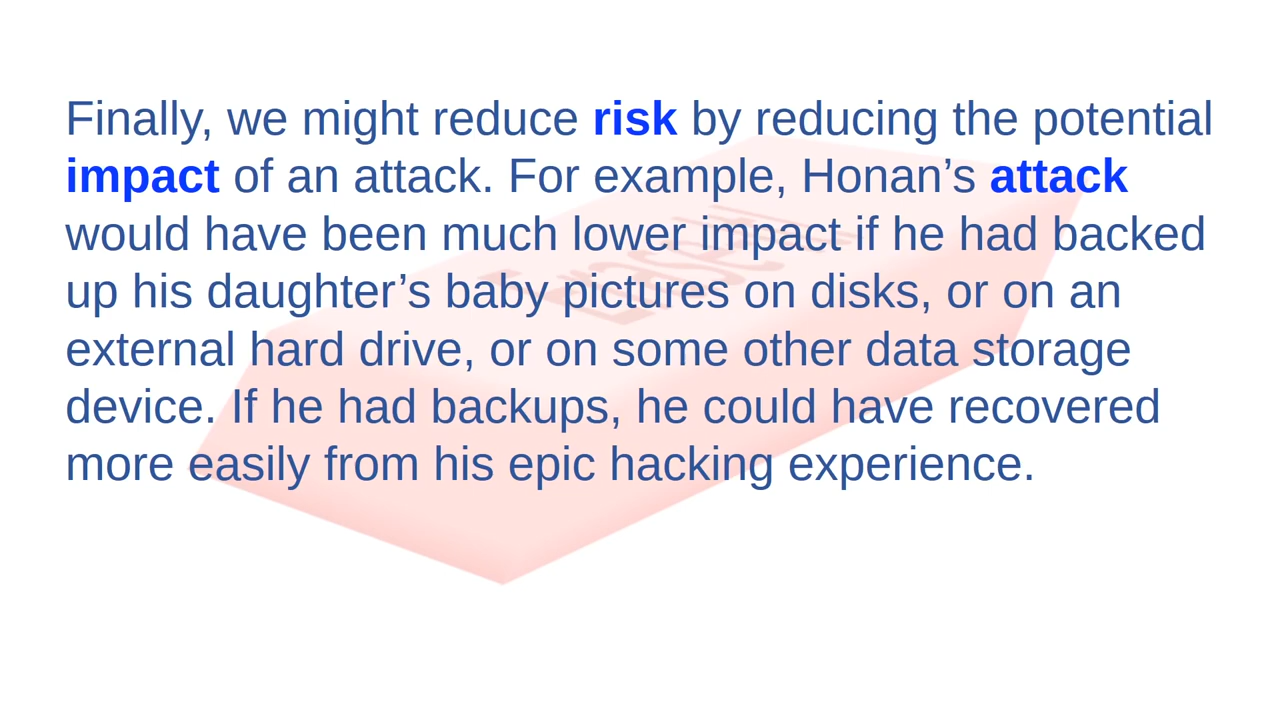 Finally, we might reduce risk by reducing the potential
impact of an attack. For example, Honan’s attack
would have been much lower impact if he had backed
up his daughter’s baby pictures on disks, or on an
external hard drive, or on some other data storage
device. If he had backups, he could have recovered
more easily from his epic hacking experience.